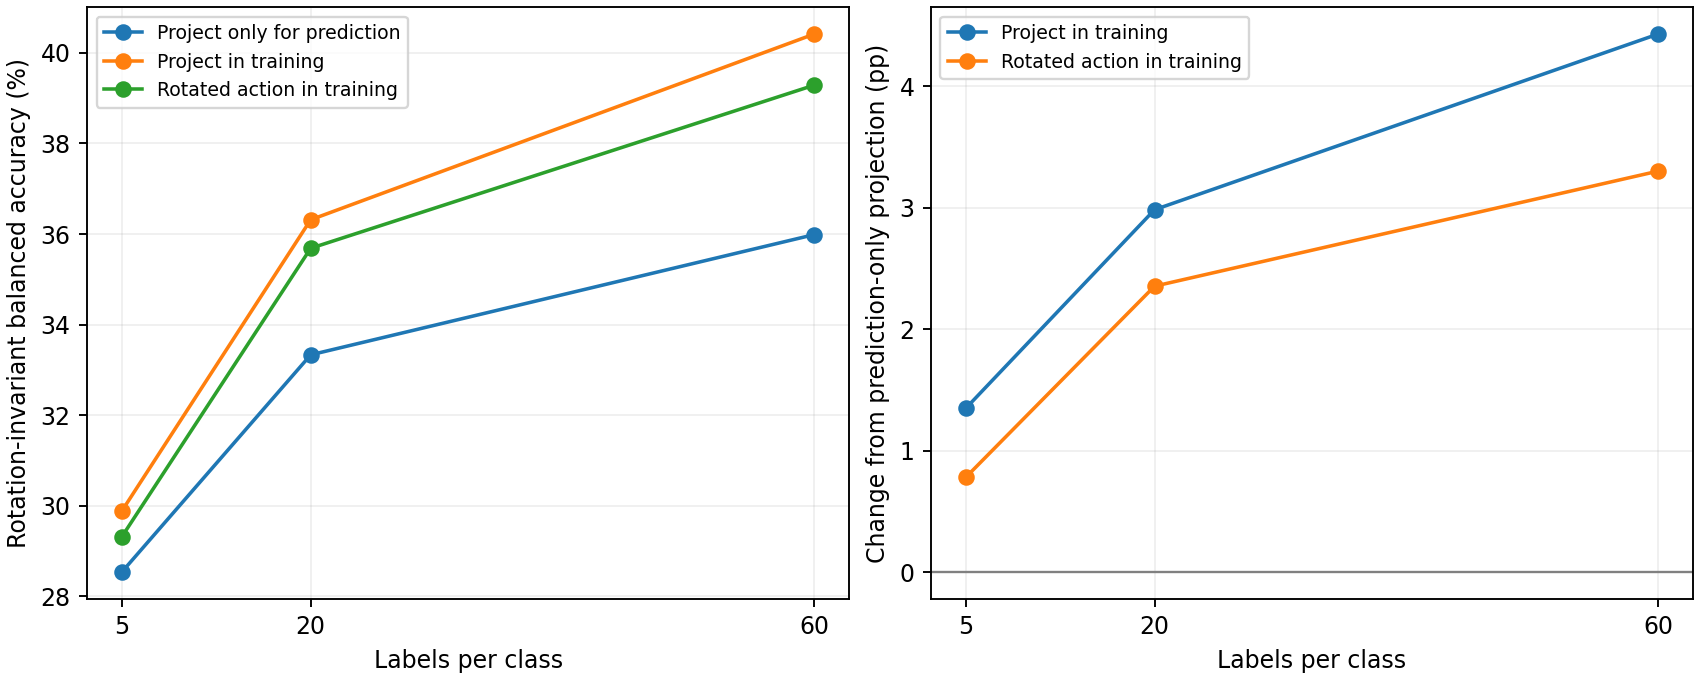 Rotation-invariant balanced accuracy (%)
40
38
36
34
32
30
28
Project only for prediction
Project in training
Rotated action in training
5
20
60
Labels per class
Change from prediction-only projection (pp)
4
3
2
1
0
Project in training
Rotated action in training
5
20
60
Labels per class